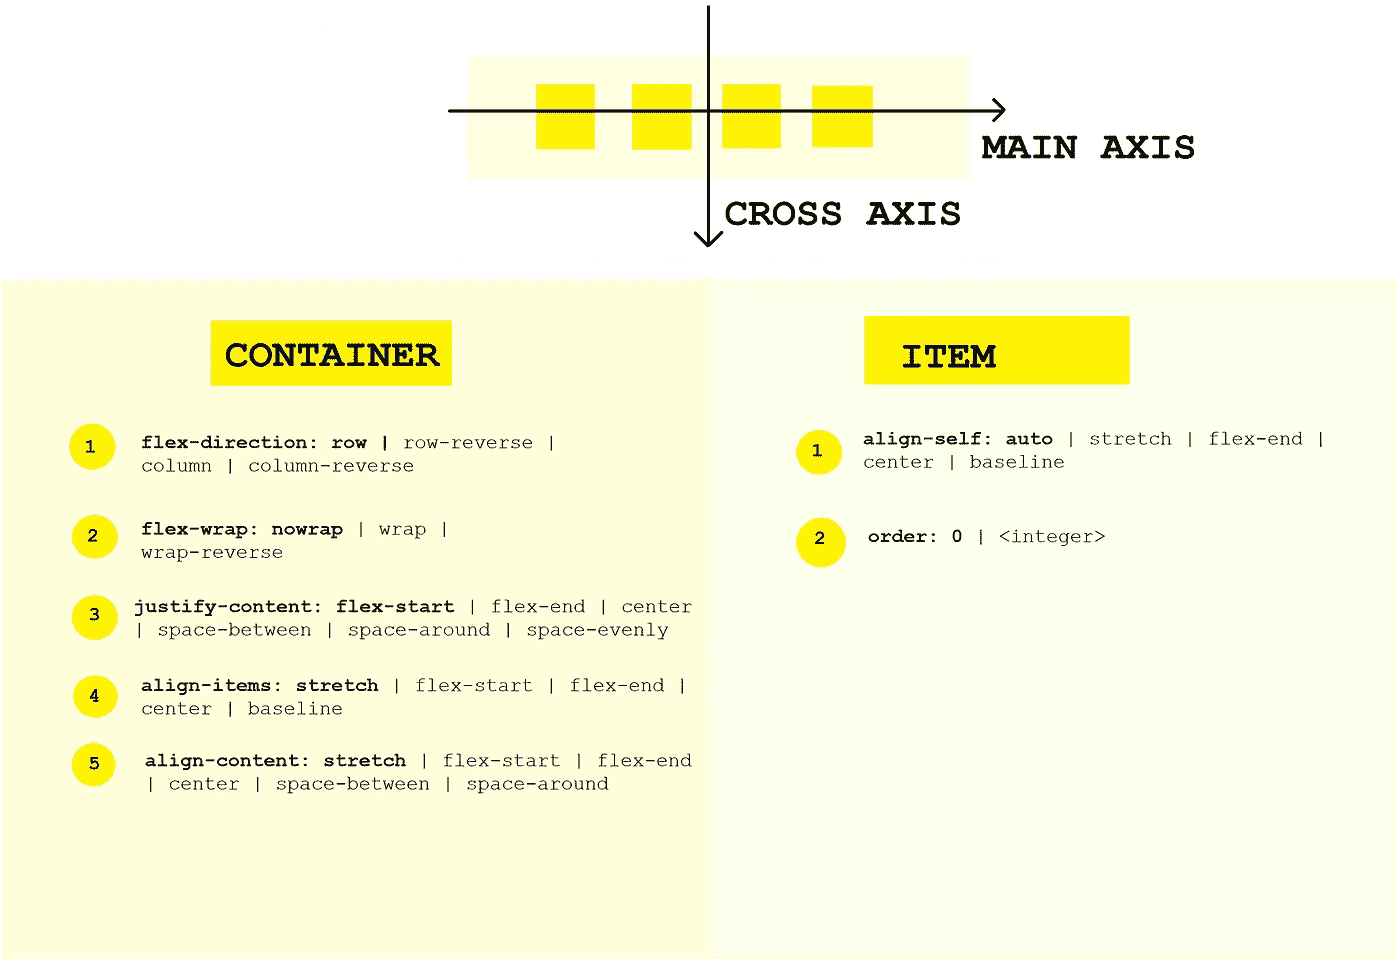 MAIN AXIS
CROSS AXIS
CONTAINER
1
flex-direction: row | row-reverse |
column | column-reverse
2
flex-wrap: nowrap | wrap |
wrap-reverse
3
justify-content: flex-start | flex-end | center
| space-between | space-around | space-evenly
4
align-items: stretch | flex-start | flex-end |
center | baseline
5
align-content: stretch | flex-start | flex-end
| center | space-between | space-around
ITEM
1
align-self: auto | stretch | flex-end |
center | baseline
2
order: 0 | <integer>